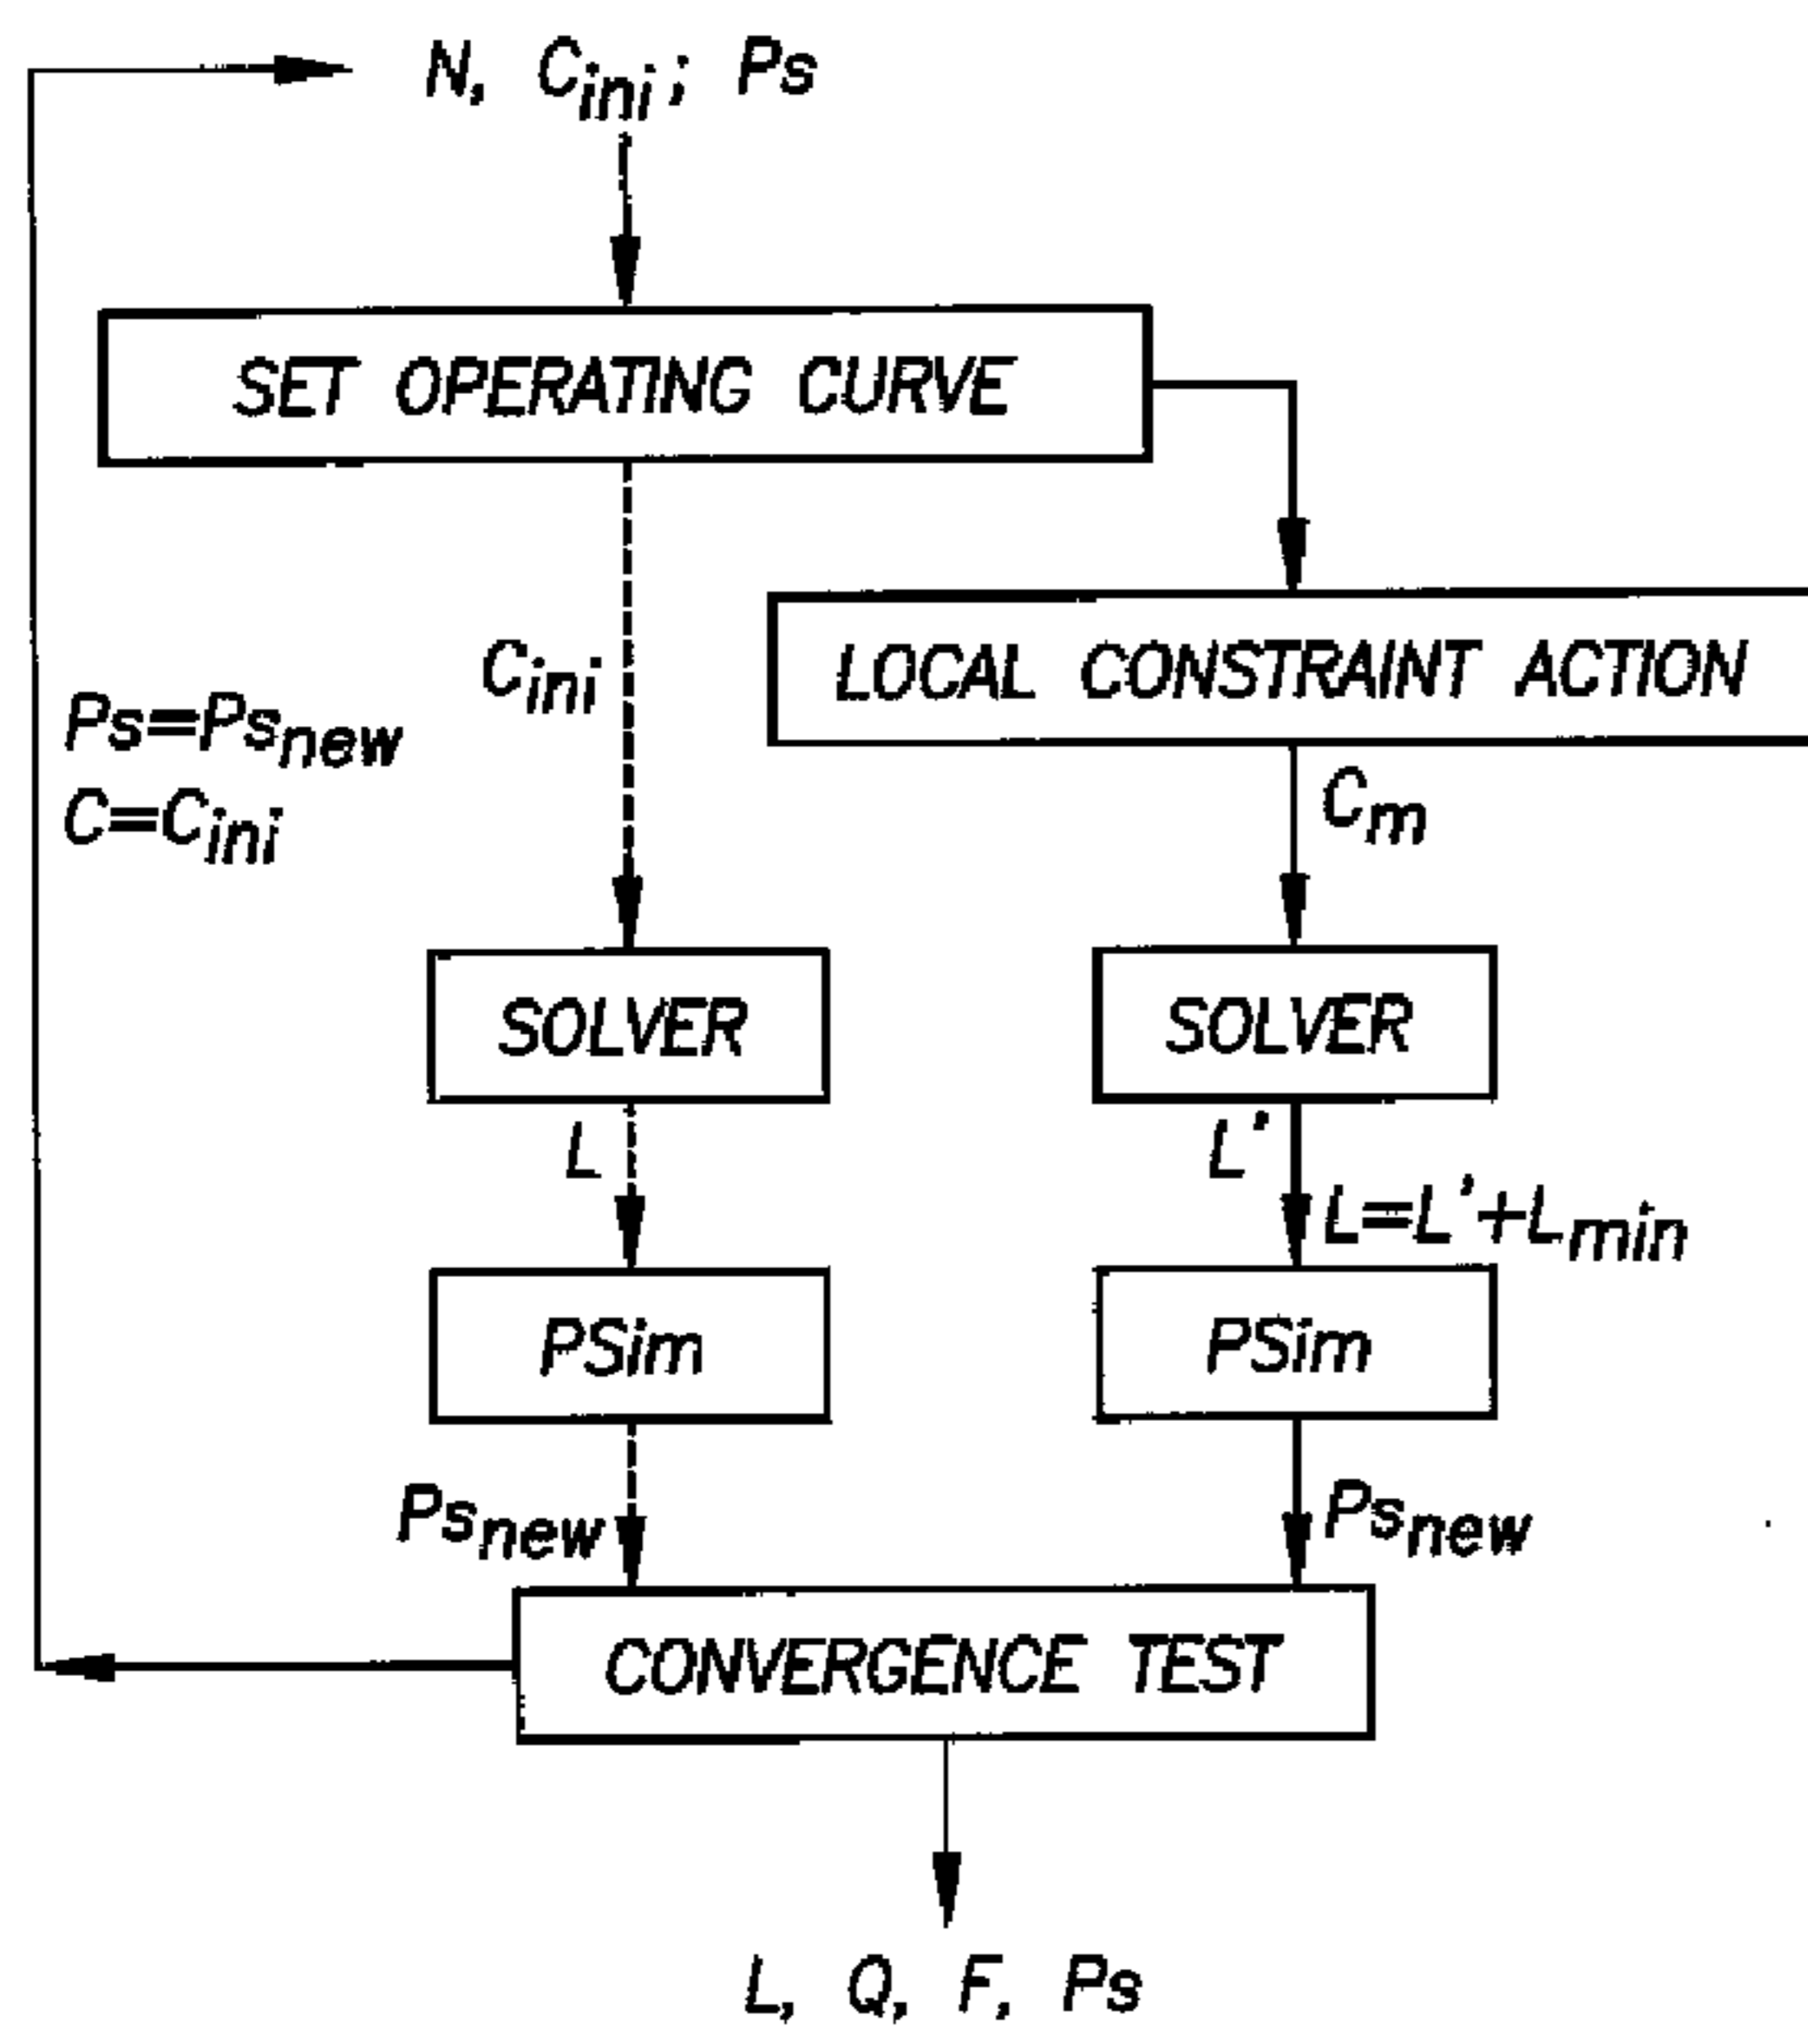 N, Cini; Ps
SET OPERATING CURVE
Cini
LOCAL CONSTRAINT ACTION
Ps=Psnew
C=Cini
Cm
SOLVER
SOLVER
L
L'
L=L'+Lmin
PSim
PSim
Psnew
Psnew
CONVERGENCE TEST
L, Q, F, Ps